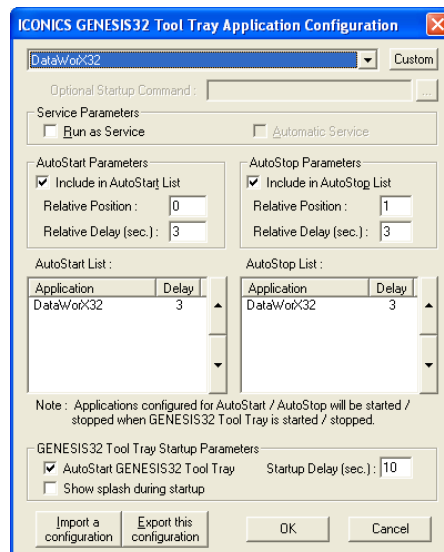 ICONICS GENESIS32 Tool Tray Application Configuration
DataWorX32 Custom
Optional Startup Command : ...
Service Parameters
Run as Service Automatic Service
AutoStart Parameters AutoStop Parameters
Include in AutoStart List Include in AutoStop List
Relative Position : 0 Relative Position : 1
Relative Delay (sec.) : 3 Relative Delay (sec.) : 3
AutoStart List : AutoStop List :
Application Delay Application Delay
DataWorX32 3 DataWorX32 3
Note : Applications configured for AutoStart / AutoStop will be started /
stopped when GENESIS32 Tool Tray is started / stopped.
GENESIS32 Tool Tray Startup Parameters
AutoStart GENESIS32 Tool Tray Startup Delay (sec.) : 10
Show splash during startup
Import a configuration Export this configuration OK Cancel